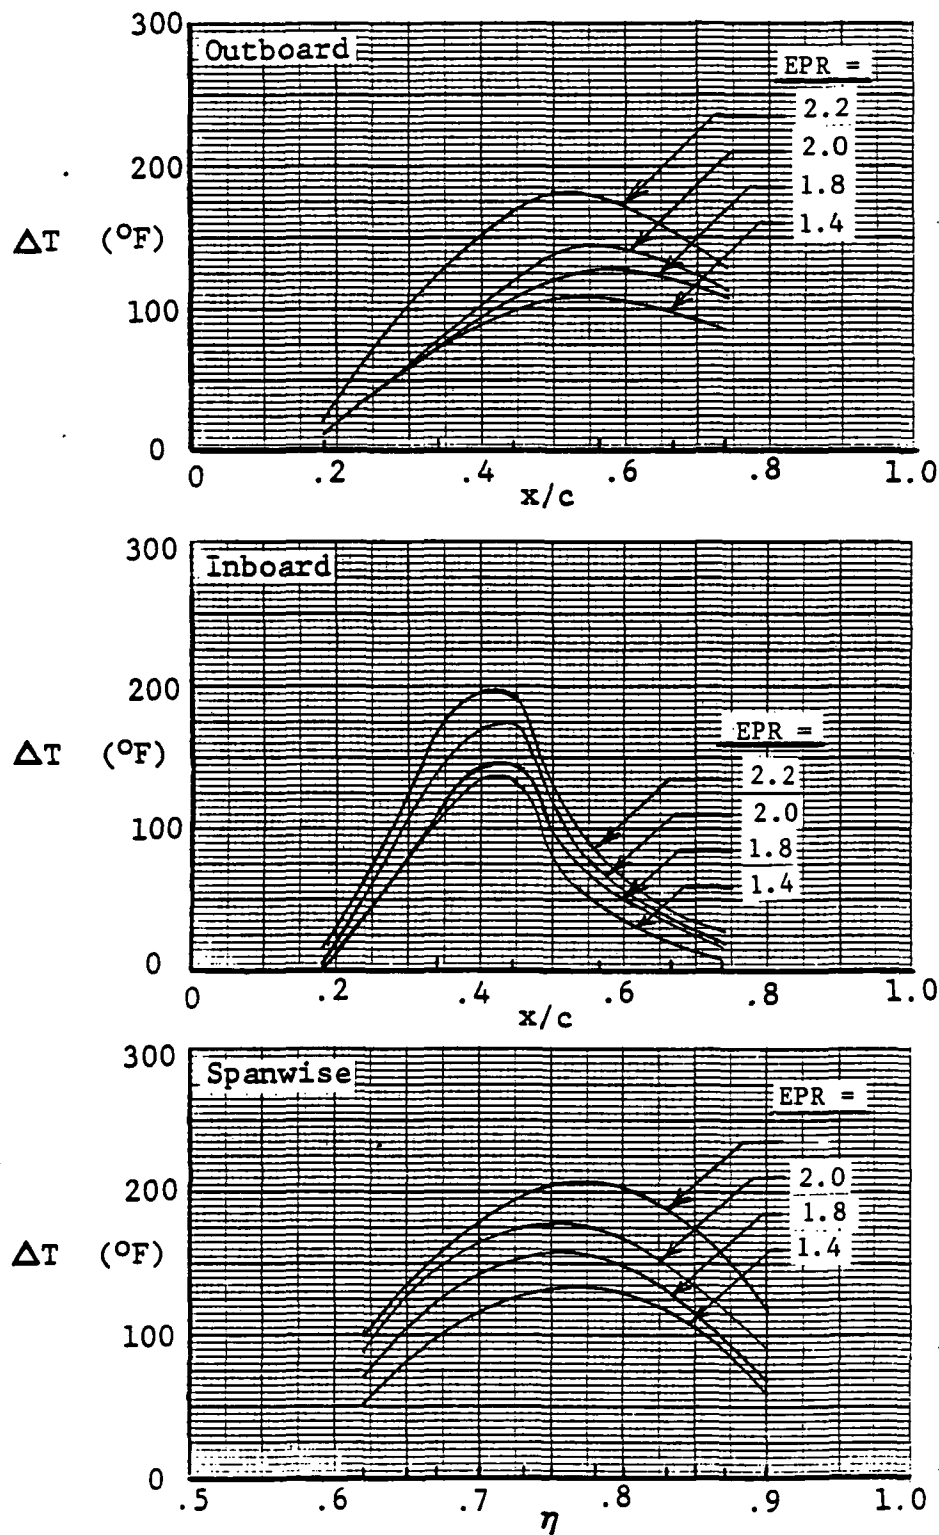 300
Outboard
EPR =
2.2
2.0
200
1.8
1.4
ΔT (°F)
100
0
0 .2 .4 .6 .8 1.0
x/c
300
Inboard
200
EPR =
ΔT (°F)
2.2
2.0
100
1.8
1.4
0
0 .2 .4 .6 .8 1.0
x/c
300
Spanwise
EPR =
200
2.0
1.8
ΔT (°F)
1.4
100
0
.5 .6 .7 .8 .9 1.0
η